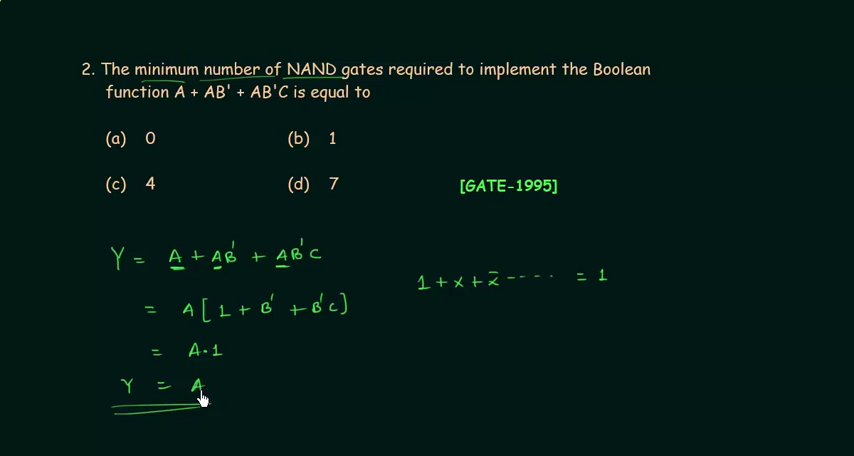 2. The minimum number of NAND gates required to implement the Boolean
function A + AB' + AB'C is equal to
(a) 0 (b) 1
(c) 4 (d) 7 [GATE-1995]
Y = A + AB' + AB'C
= A [ 1 + B' + B'C ]
1 + x + x̄ ---- = 1
= A · 1
Y = A